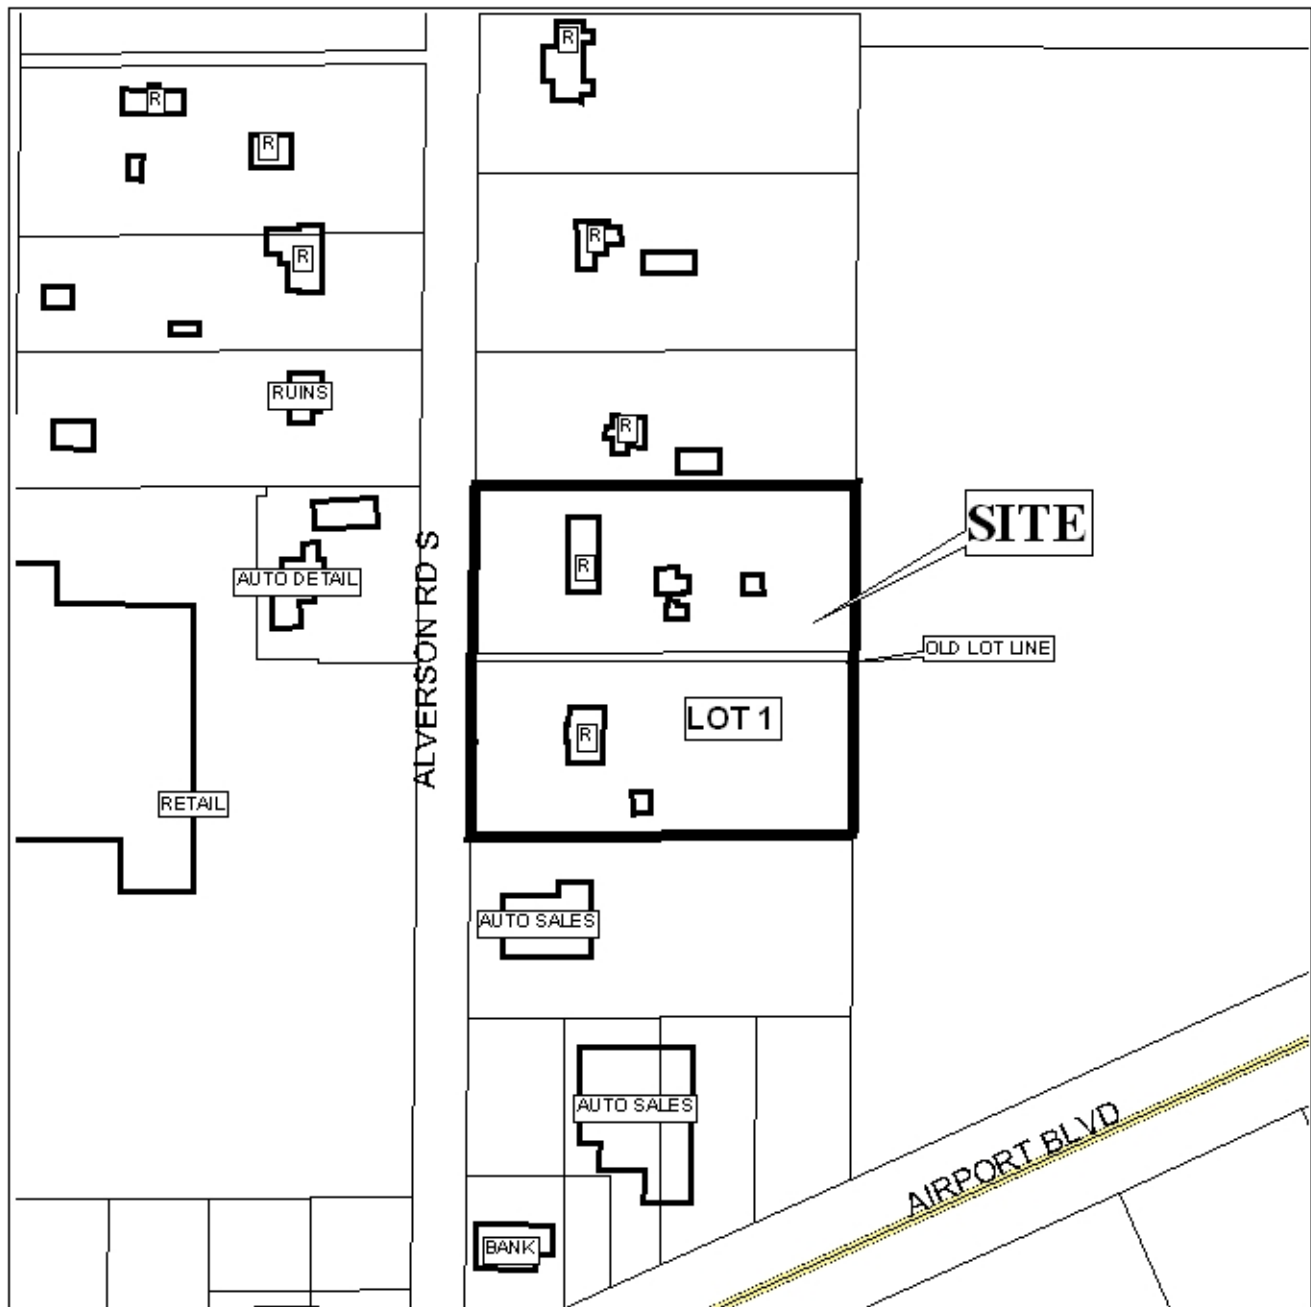 R
R
R
R
R
RUINS
R
SITE
AUTO DETAIL
R
ALVERSON RD S
OLD LOT LINE
LOT 1
R
RETAIL
AUTO SALES
AUTO SALES
AIRPORT BLVD
BANK